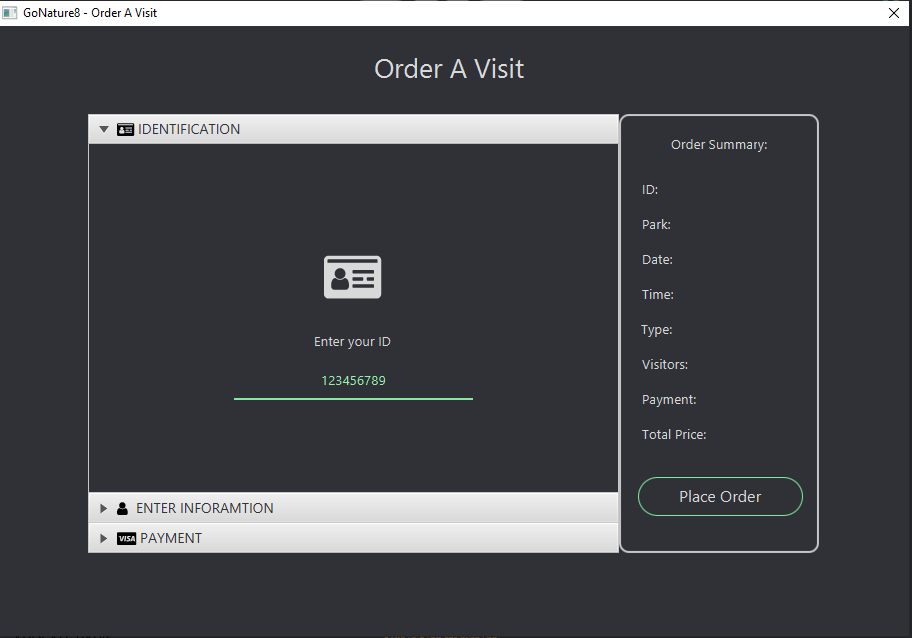 GoNature8 - Order A Visit
Order A Visit
IDENTIFICATION
Enter your ID
123456789
ENTER INFORAMTION
VISA PAYMENT
Order Summary:
ID:
Park:
Date:
Time:
Type:
Visitors:
Payment:
Total Price:
Place Order